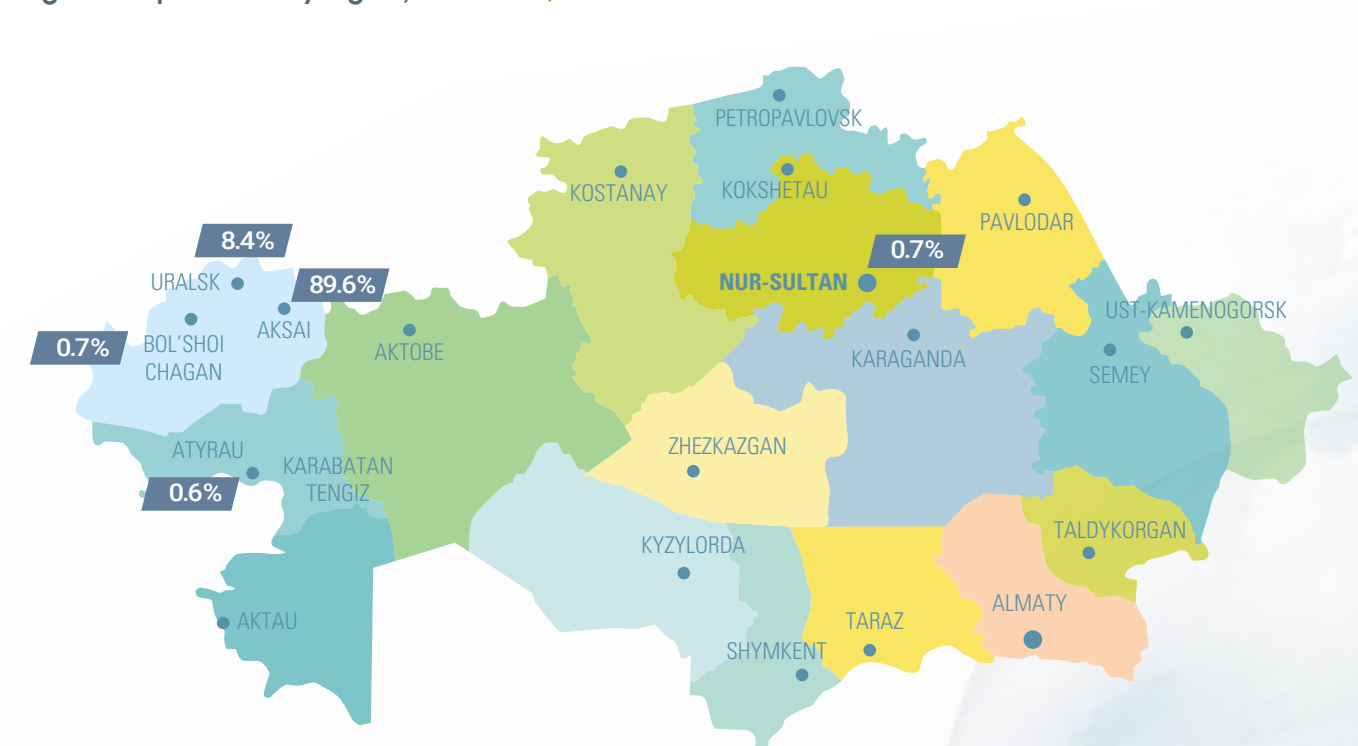 PETROPAVLOVSK
KOSTANAY
KOKSHETAU
PAVLODAR
8.4%
0.7%
URALSK
89.6%
NUR-SULTAN
UST-KAMENOGORSK
AKSAI
0.7%
BOL'SHOI
CHAGAN
AKTOBE
KARAGANDA
SEMEY
ATYRAU
ZHEZKAZGAN
KARABATAN
TENGIZ
0.6%
TALDYKORGAN
KYZYLORDA
ALMATY
AKTAU
TARAZ
SHYMKENT